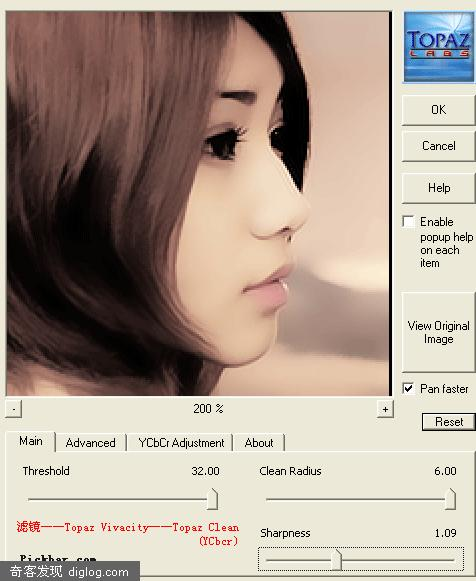 TOPAZ
LABS
OK
Cancel
Help
Enable
popup help
on each
item
View Original
Image
Pan faster
-
200 %
+
Reset
Main
Advanced
YCbCr Adjustment
About
Threshold
32.00
Clean Radius
6.00
滤镜——Topaz Vivacity——Topaz Clean
(YCbcr)
Sharpness
1.09
奇客发现 diglog.com